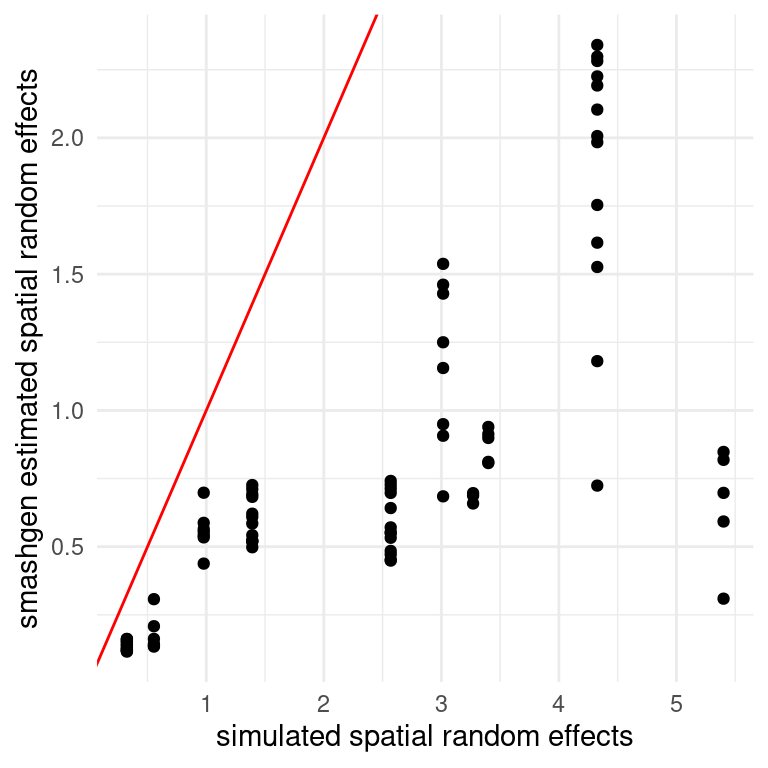 smashgen estimated spatial random effects
2.0
1.5
1.0
0.5
1 2 3 4 5
simulated spatial random effects